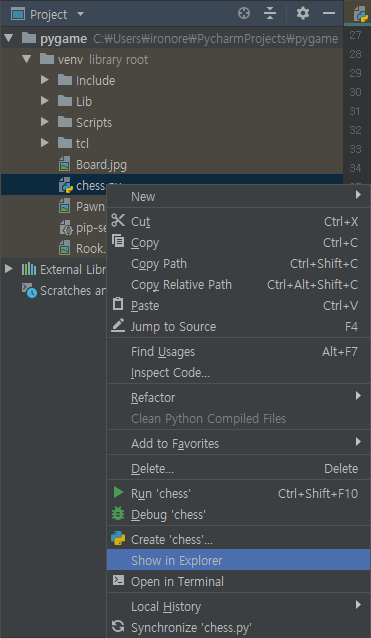 Project
pygame C:₩Users₩ironore₩PycharmProjects₩pygame
venv library root
Include
Lib
Scripts
tcl
Board.jpg
chess.py
Pawn
pip-se
Rook.
External Libr
Scratches an
27
28
29
30
31
32
33
34
New
Cut Ctrl+X
Copy Ctrl+C
Copy Path Ctrl+Shift+C
Copy Relative Path Ctrl+Alt+Shift+C
Paste Ctrl+V
Jump to Source F4
Find Usages Alt+F7
Inspect Code...
Refactor
Clean Python Compiled Files
Add to Favorites
Delete... Delete
Run 'chess' Ctrl+Shift+F10
Debug 'chess'
Create 'chess'...
Show in Explorer
Open in Terminal
Local History
Synchronize 'chess.py'